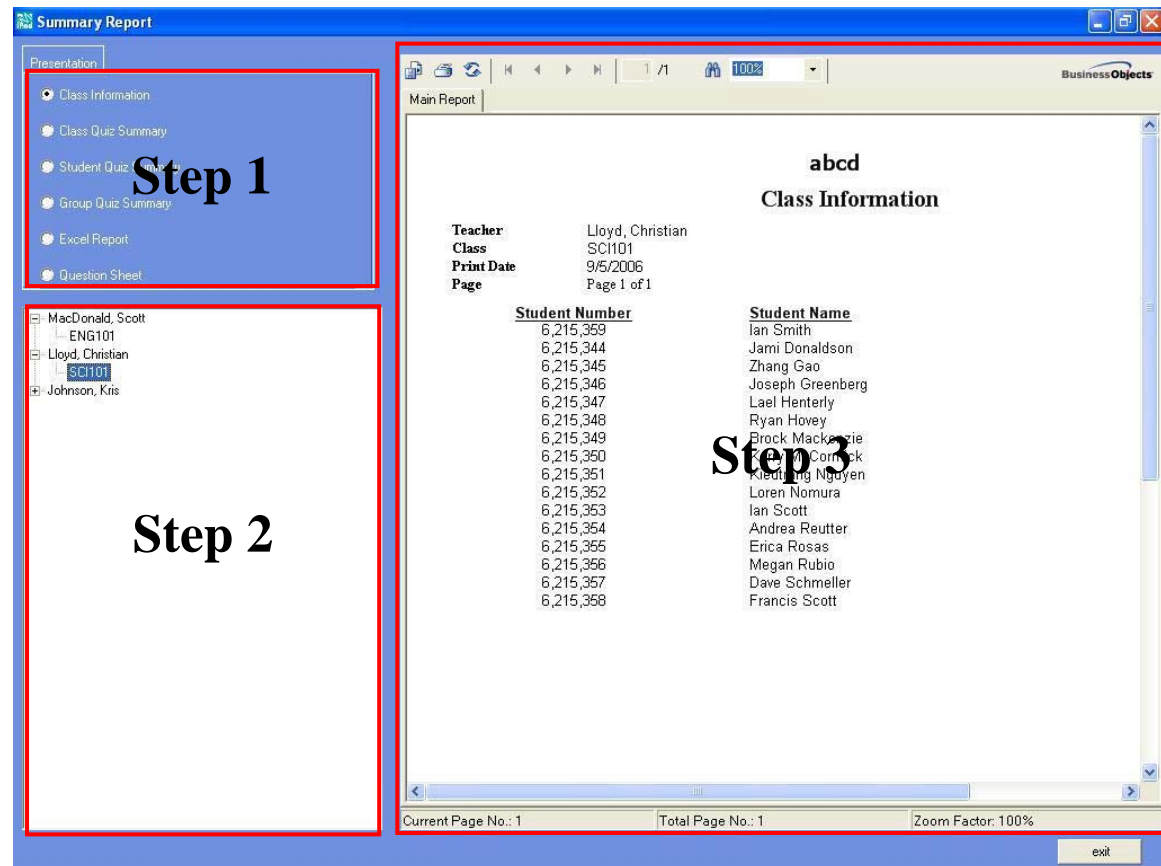 Summary Report
Presentation
Class Information
Class Quiz Summary
Student Quiz Summary
Step 1
Group Quiz Summary
Excel Report
Question Sheet
MacDonald, Scott
ENG101
Lloyd, Christian
SCI101
Johnson, Kris
Step 2
1 /1 100%
BusinessObjects
Main Report
abcd
Class Information
Teacher Lloyd, Christian
Class SCI101
Print Date 9/5/2006
Page Page 1 of 1
Student Number Student Name
6,215,359 Ian Smith
6,215,344 Jami Donaldson
6,215,345 Zhang Gao
6,215,346 Joseph Greenberg
6,215,347 Lael Henterly
6,215,348 Ryan Hovey
6,215,349 Brock Mackenzie
6,215,350 McCormick
Step 3
6,215,351 Nguyen
6,215,352 Loren Nomura
6,215,353 Ian Scott
6,215,354 Andrea Reutter
6,215,355 Erica Rosas
6,215,356 Megan Rubio
6,215,357 Dave Schmeller
6,215,358 Francis Scott
Current Page No.: 1 Total Page No.: 1 Zoom Factor: 100%
exit